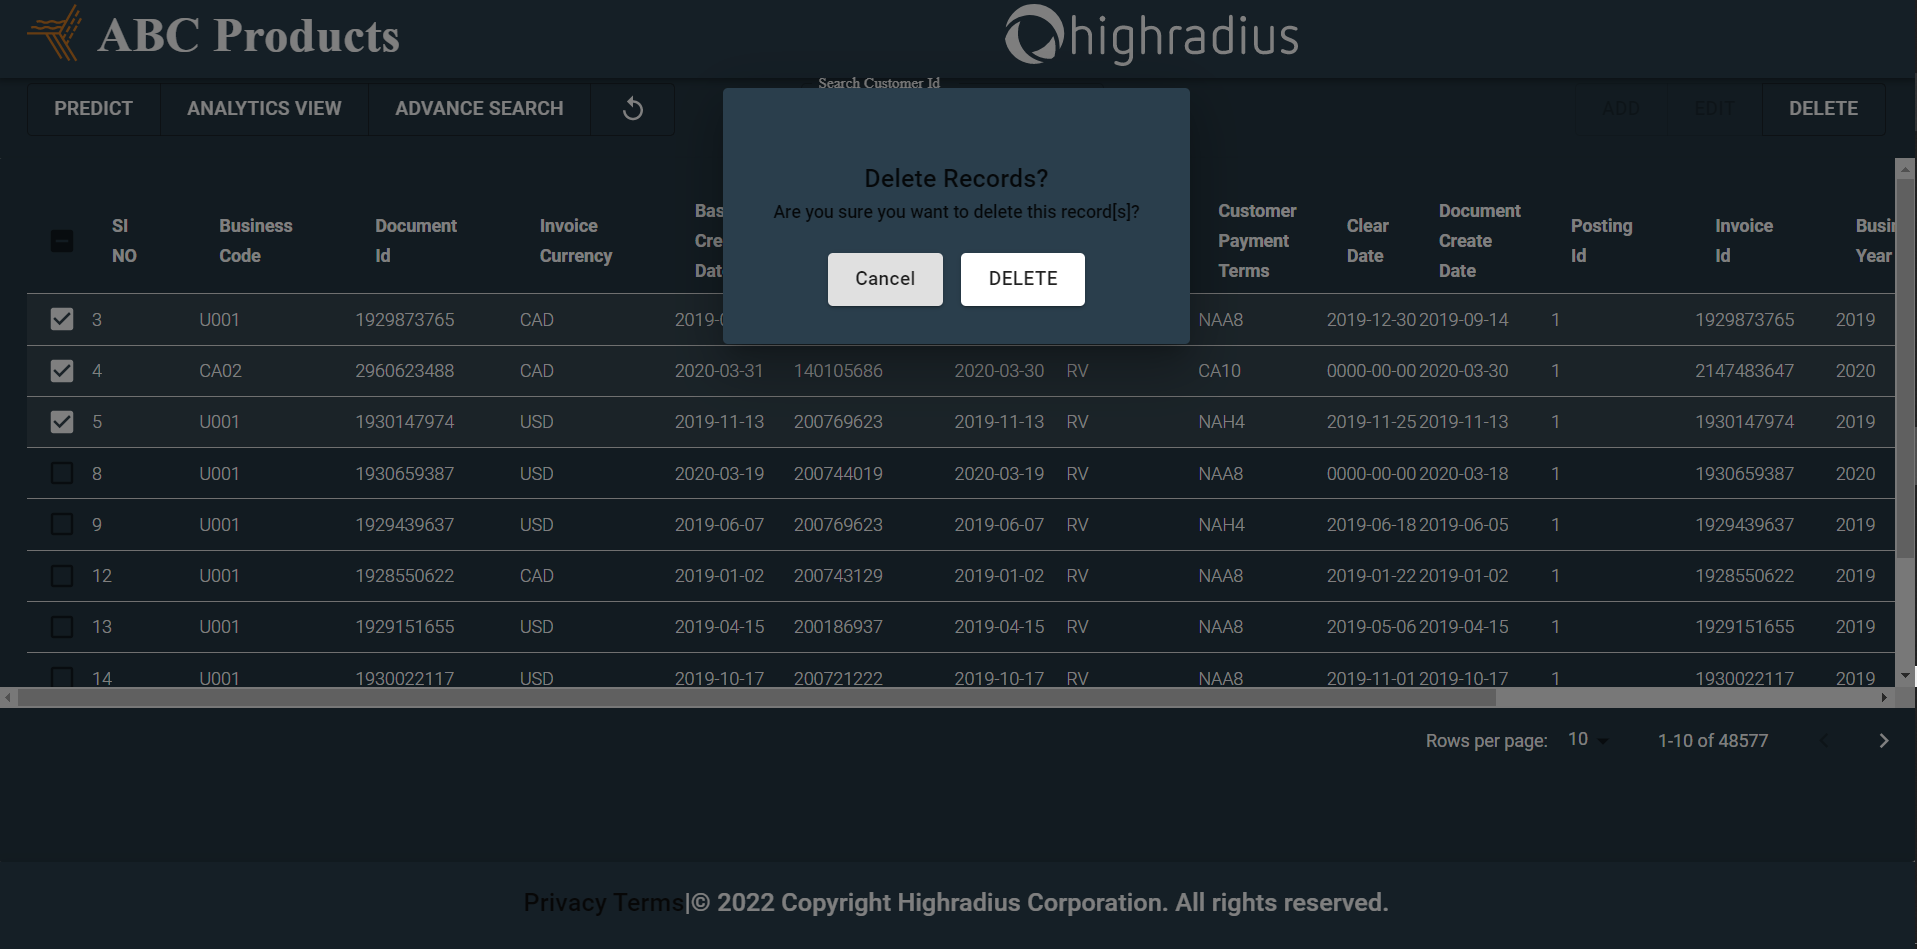 ABC Products
highradius
Search Customer Id
PREDICT ANALYTICS VIEW ADVANCE SEARCH ADD EDIT DELETE
Delete Records?
Are you sure you want to delete this record[s]?
Cancel DELETE
SI NO Business Code Document Id Invoice Currency Bas Cre Dat Customer Payment Terms Clear Date Document Create Date Posting Id Invoice Id Busi Year
3 U001 1929873765 CAD 2019- NAA8 2019-12-30 2019-09-14 1 1929873765 2019
4 CA02 2960623488 CAD 2020-03-31 140105686 2020-03-30 RV CA10 0000-00-00 2020-03-30 1 2147483647 2020
5 U001 1930147974 USD 2019-11-13 200769623 2019-11-13 RV NAH4 2019-11-25 2019-11-13 1 1930147974 2019
8 U001 1930659387 USD 2020-03-19 200744019 2020-03-19 RV NAA8 0000-00-00 2020-03-18 1 1930659387 2020
9 U001 1929439637 USD 2019-06-07 200769623 2019-06-07 RV NAH4 2019-06-18 2019-06-05 1 1929439637 2019
12 U001 1928550622 CAD 2019-01-02 200743129 2019-01-02 RV NAA8 2019-01-22 2019-01-02 1 1928550622 2019
13 U001 1929151655 USD 2019-04-15 200186937 2019-04-15 RV NAA8 2019-05-06 2019-04-15 1 1929151655 2019
14 U001 1930022117 USD 2019-10-17 200721222 2019-10-17 RV NAA8 2019-11-01 2019-10-17 1 1930022117 2019
Rows per page: 10 1-10 of 48577
Privacy Terms|© 2022 Copyright Highradius Corporation. All rights reserved.